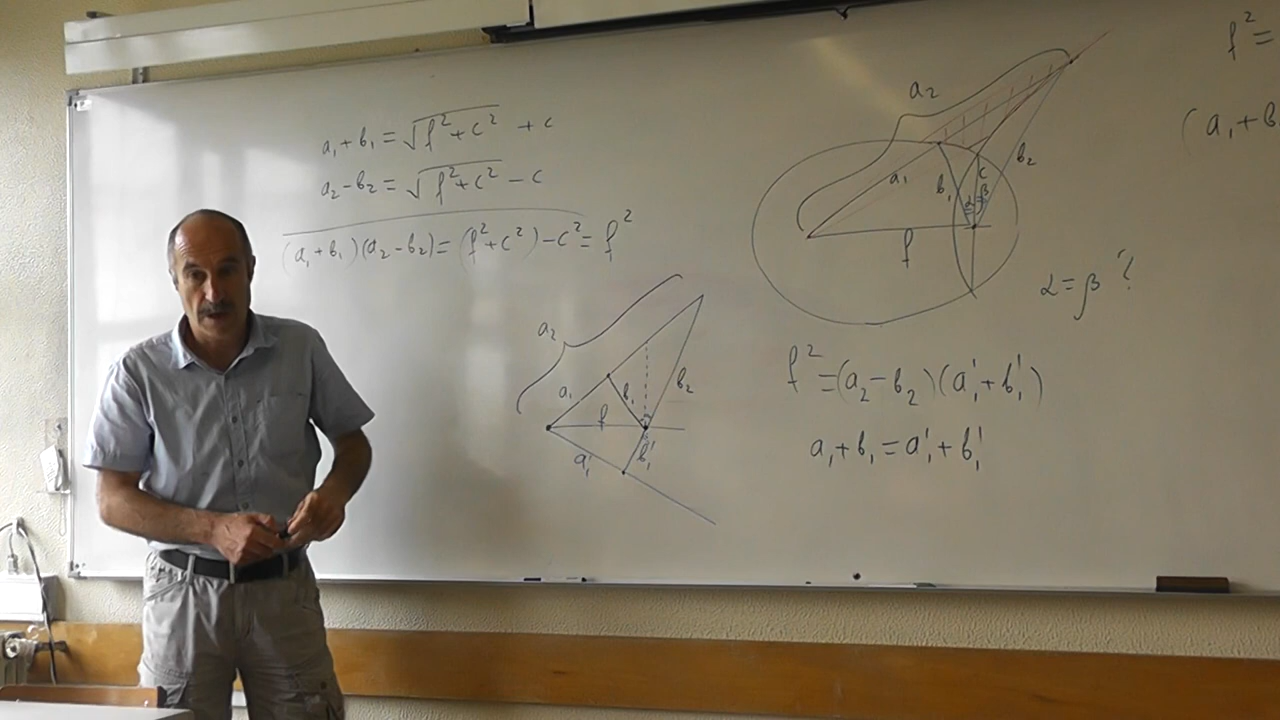 a₁+b₁=√(f²+c²) +c
a₂-b₂=√(f²+c²) -c
(a₁+b₁)(a₂-b₂)=(f²+c²)-c²=f²
a₂
a₁
b₁
b₂
f
a₁'
b₁'
a₂
a₁
b₁
c
b₂
α
β
f
α=β ?
f²=(a₂-b₂)(a₁'+b₁')
a₁+b₁=a₁'+b₁'
f²=
(a₁+b